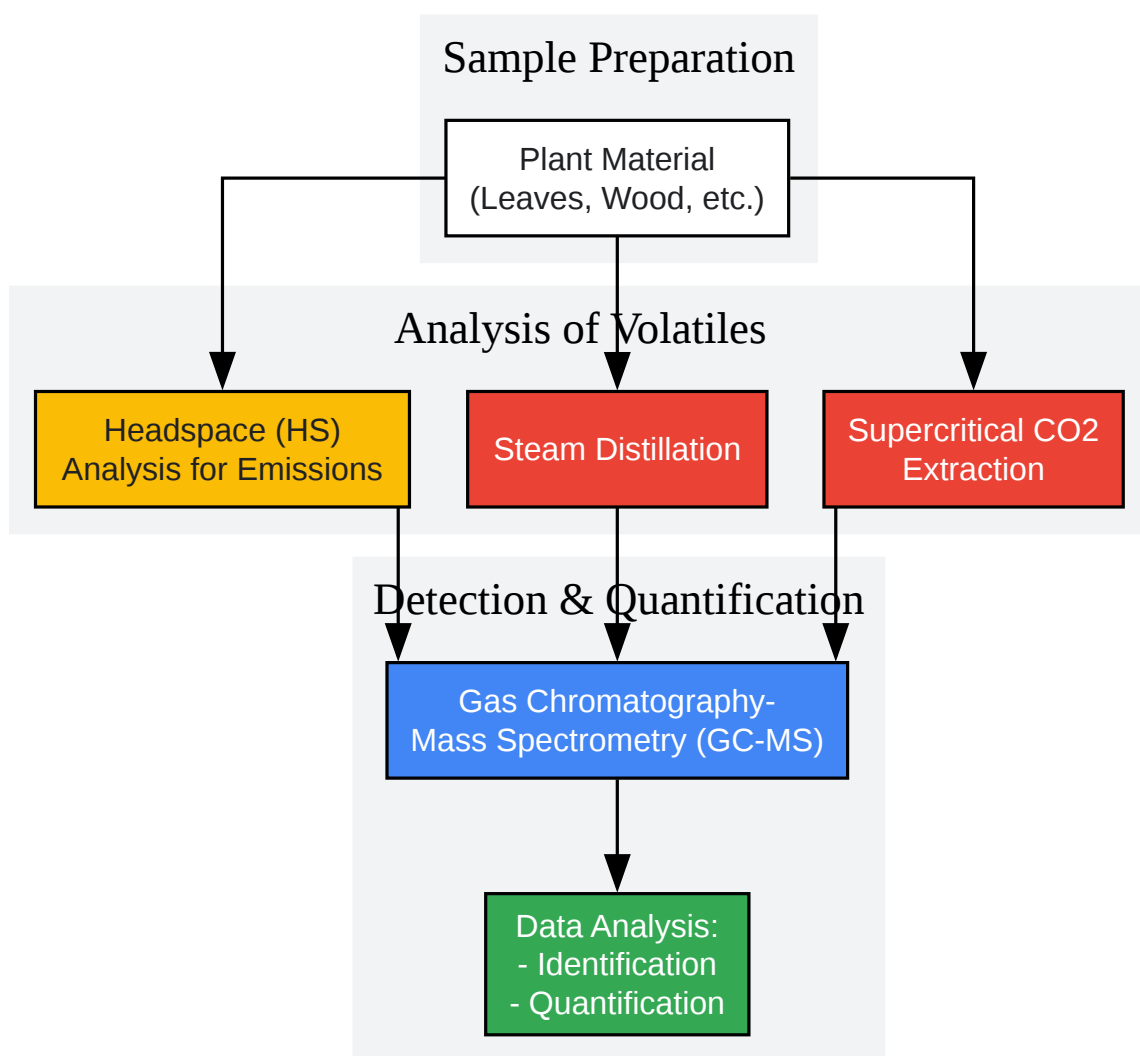 Sample Preparation
Plant Material
(Leaves, Wood, etc.)
Analysis of Volatiles
Headspace (HS)
Analysis for Emissions
Steam Distillation
Supercritical CO2
Extraction
Detection & Quantification
Gas Chromatography-
Mass Spectrometry (GC-MS)
Data Analysis:
- Identification
- Quantification